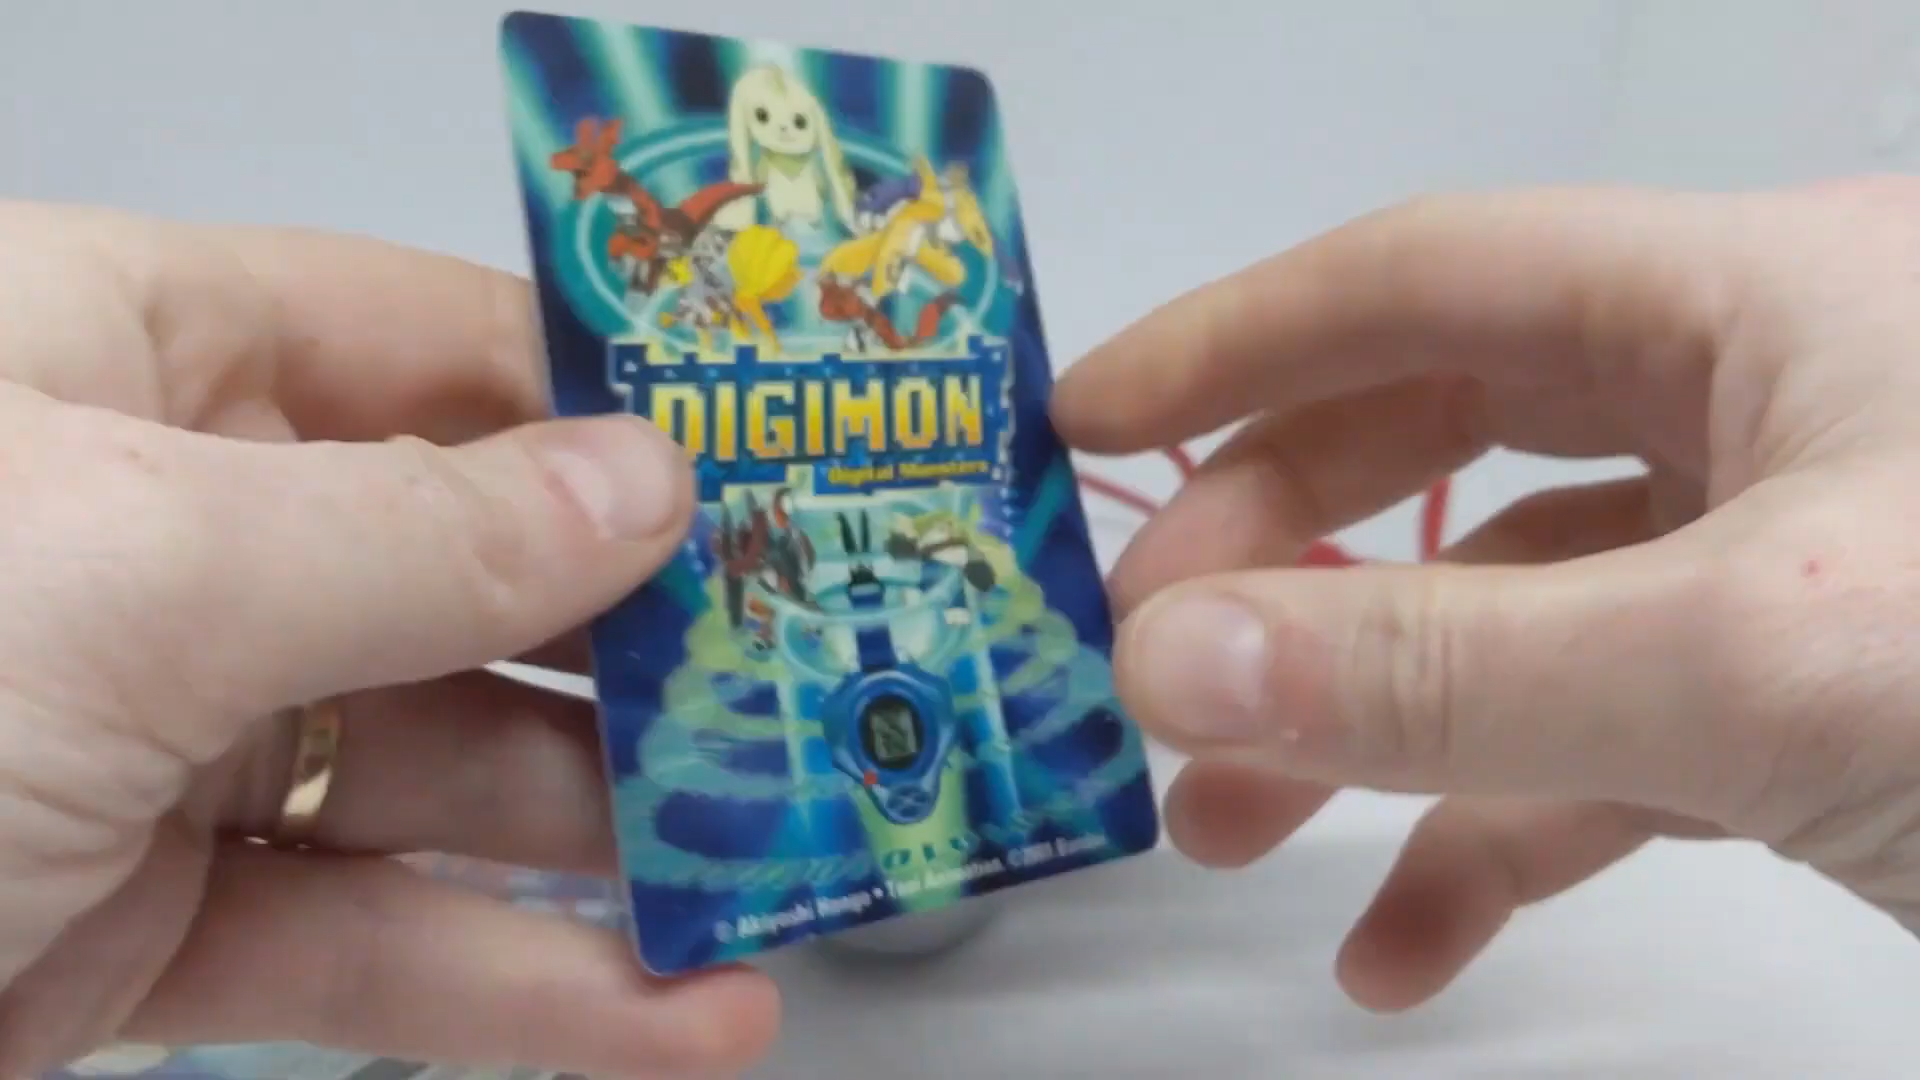 DIGIMON
Digital Monsters
© Akiyoshi Hongo • Toei Animation. ©2001 Bandai